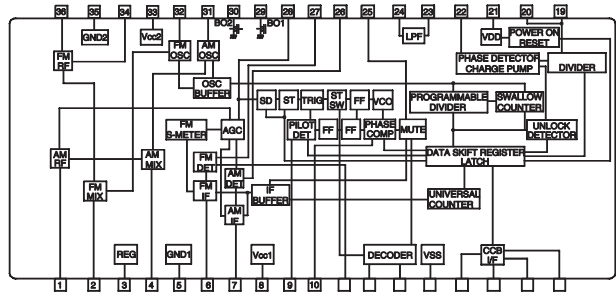 36 35 34 33 32 31 30 29 28 27 26 25 24 23 22 21 20 19
BO2 BO1
GND2
Vcc2
FM
OSC
AM
OSC
LPF
VDD
POWER ON
RESET
FM
RF
PHASE DETECTOR
CHARGE PUMP
DIVIDER
OSC
BUFFER
SD
ST
TRIG
ST
SW
FF
VCO
PROGRAMMABLE
DIVIDER
SWALLOW
COUNTER
FM
S-METER
AGC
PILOT
DET
FF
FF
PHASE
COMP
MUTE
UNLOCK
DETECTOR
AM
RF
AM
MIX
FM
DET
DATA SKIFT REGISTER
LATCH
AM
DET
FM
MIX
FM
IF
IF
BUFFER
UNIVERSAL
COUNTER
AM
IF
REG
GND1
Vcc1
DECODER
VSS
CCB
I/F
1 2 3 4 5 6 7 8 9 10